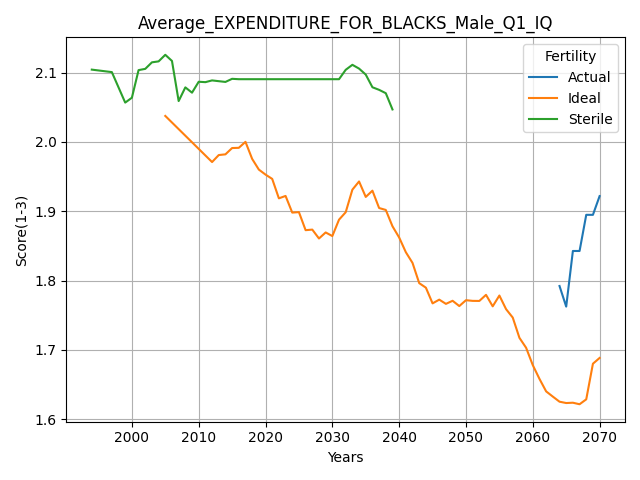 Average_EXPENDITURE_FOR_BLACKS_Male_Q1_IQ
Fertility
Actual
Ideal
Sterile
Score(1-3)
2.1
2.0
1.9
1.8
1.7
1.6
2000 2010 2020 2030 2040 2050 2060 2070
Years